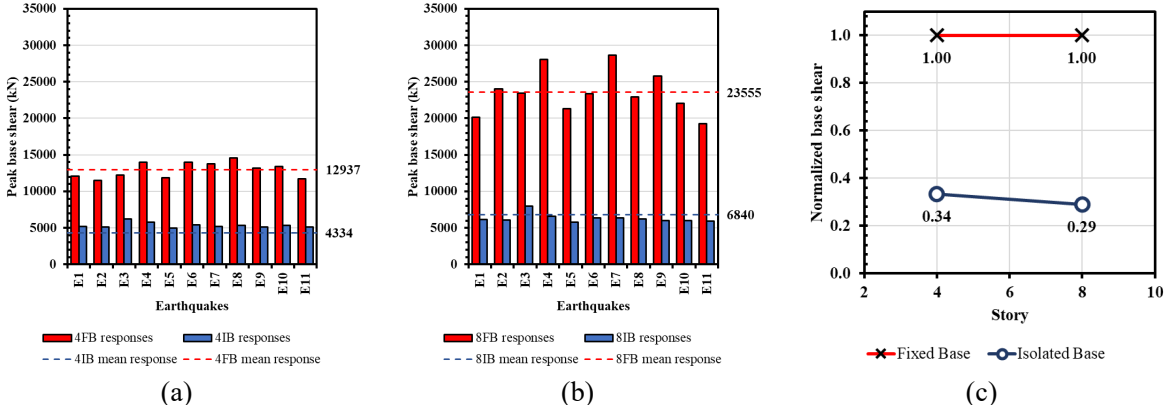 35000
30000
25000
20000
15000
10000
5000
0
Peak base shear (kN)
12937
4334
E1 E2 E3 E4 E5 E6 E7 E8 E9 E10 E11
Earthquakes
4FB responses 4IB responses
4IB mean response 4FB mean response
(a)
35000
30000
25000
20000
15000
10000
5000
0
Peak base shear (kN)
23555
6840
E1 E2 E3 E4 E5 E6 E7 E8 E9 E10 E11
Earthquakes
8FB responses 8IB responses
8IB mean response 8FB mean response
(b)
1.0
0.8
0.6
0.4
0.2
0.0
Normalized base shear
1.00 1.00
0.34 0.29
2 4 6 8 10
Story
Fixed Base Isolated Base
(c)